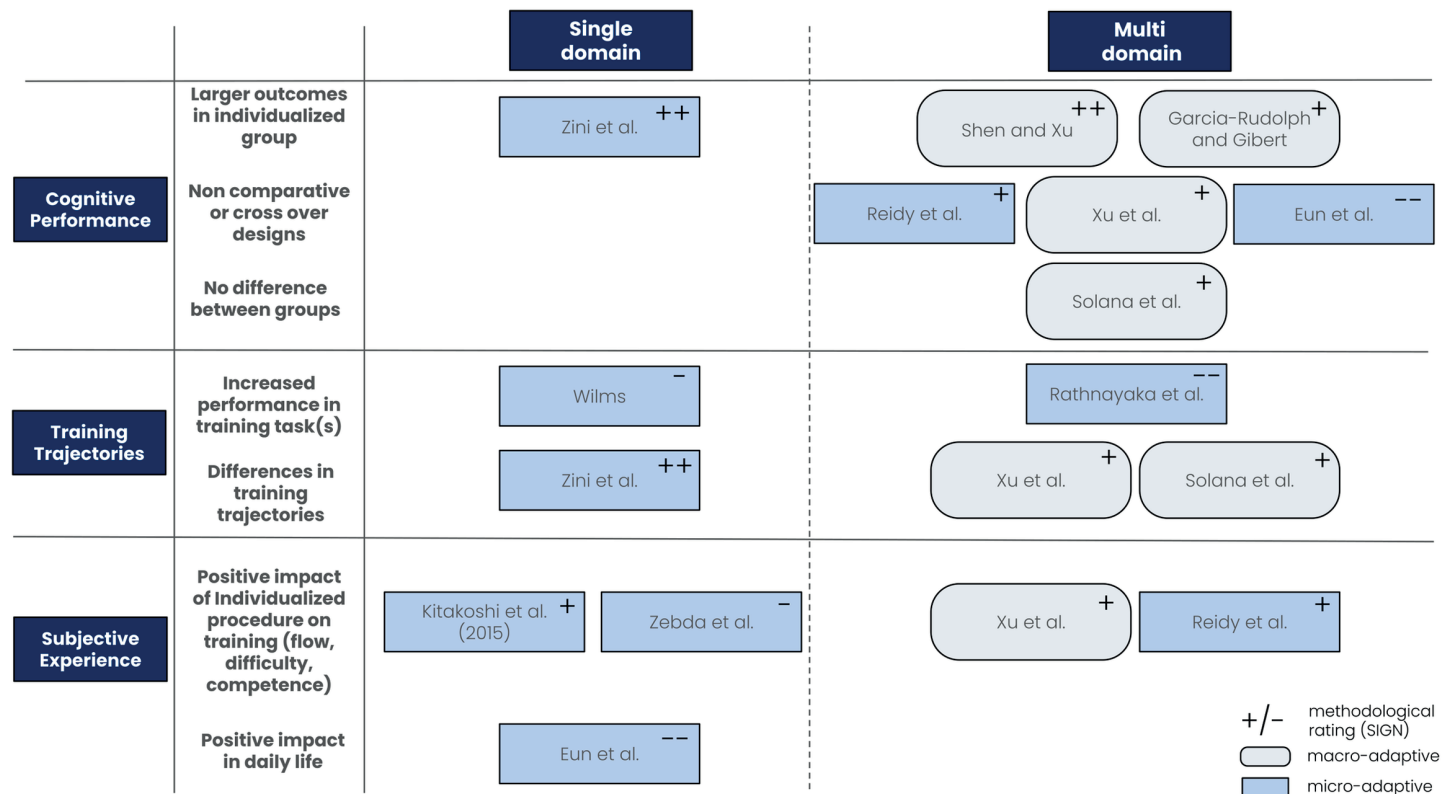 Single
domain
Multi
domain
Cognitive
Performance
Larger outcomes
in individualized
group
Zini et al. ++
Shen and Xu ++
Garcia-Rudolph +
and Gibert
Non comparative
or cross over
designs
Reidy et al. +
Xu et al. +
Eun et al. --
No difference
between groups
Solana et al. +
Training
Trajectories
Increased
performance in
training task(s)
Wilms -
Rathnayaka et al. --
Differences in
training
trajectories
Zini et al. ++
Xu et al. +
Solana et al. +
Subjective
Experience
Positive impact
of Individualized
procedure on
training (flow,
difficulty,
competence)
Kitakoshi et al. +
(2015)
Zebda et al. -
Xu et al. +
Reidy et al. +
Positive impact
in daily life
Eun et al. --
+/- methodological
rating (SIGN)
macro-adaptive
micro-adaptive